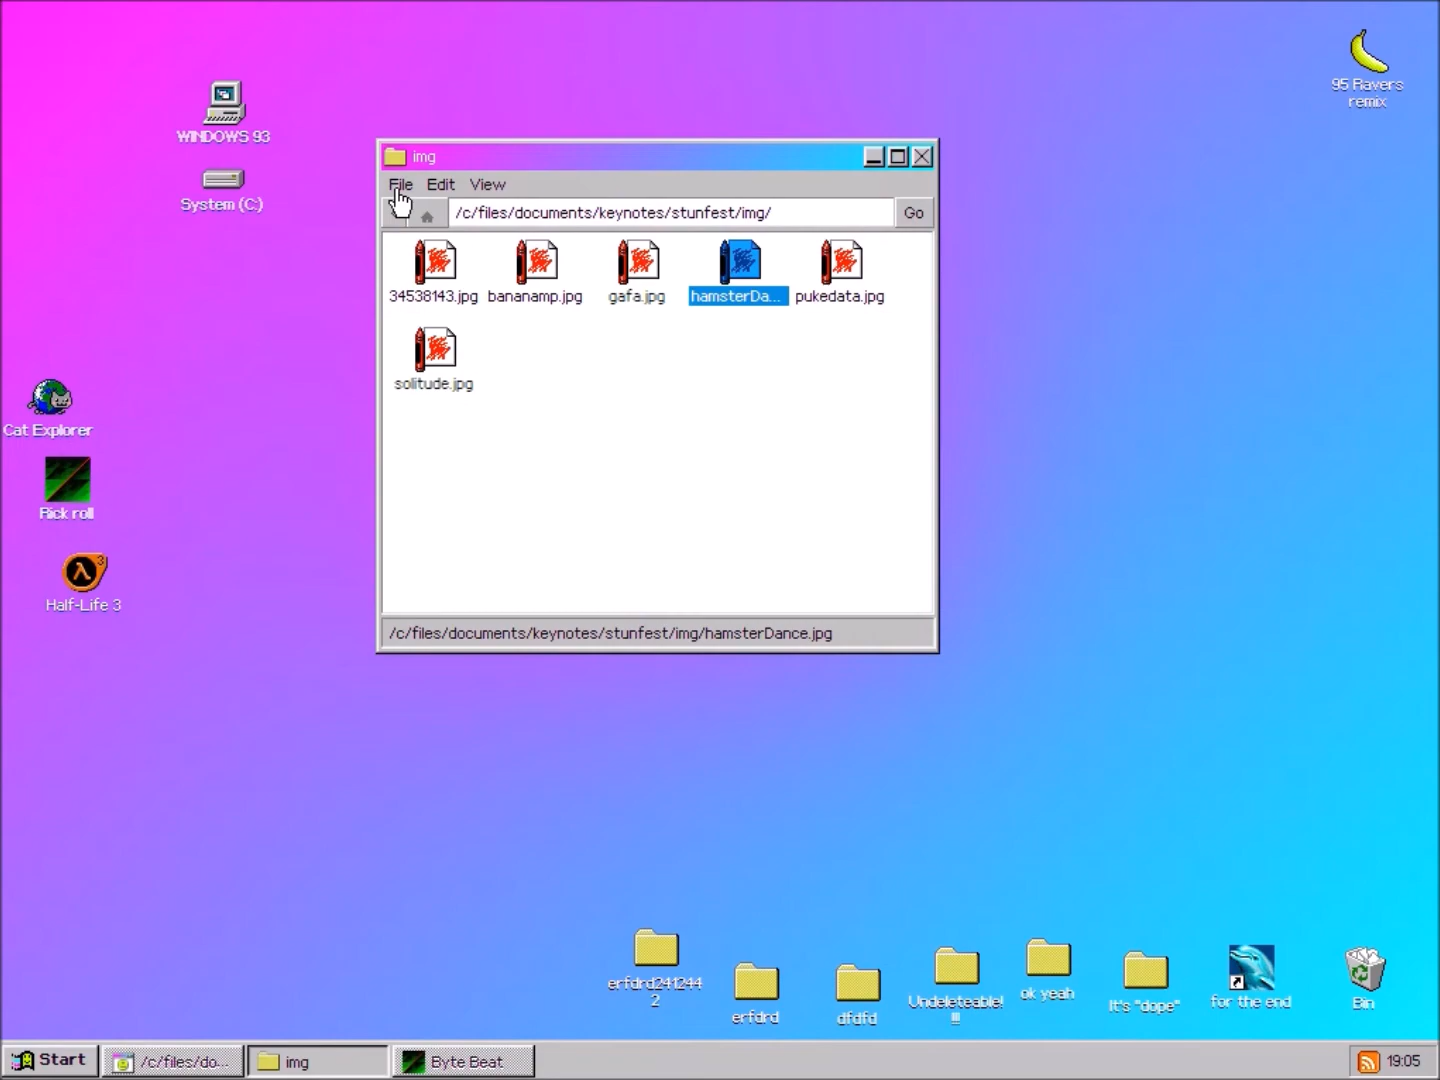 95 Ravers
remix
WINDOWS 93
System (C:)
img
File Edit View
/c/files/documents/keynotes/stunfest/img/ Go
34538143.jpg bananamp.jpg gafa.jpg hamsterDa... pukedata.jpg
solitude.jpg
/c/files/documents/keynotes/stunfest/img/hamsterDance.jpg
Cat Explorer
Rick roll
3
Half-Life 3
erfdrd241244
2
erfdrd
dfdfd
Undeleteable!
!!!
ok yeah
It's "dope"
for the end
Bin
Start /c/files/do... img Byte Beat 19:05